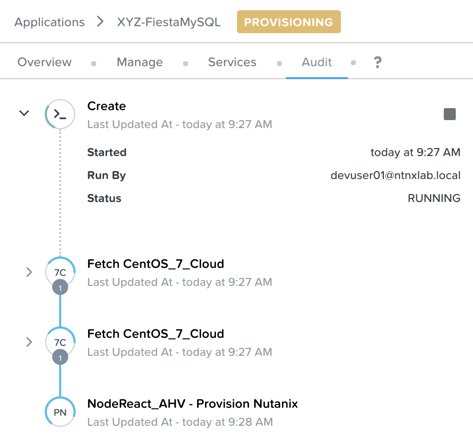 Applications > XYZ-FiestaMySQL PROVISIONING
Overview Manage Services Audit ?
Create
>_
Last Updated At - today at 9:27 AM
Started today at 9:27 AM
Run By devuser01@ntnxlab.local
Status RUNNING
Fetch CentOS_7_Cloud
7C
Last Updated At - today at 9:27 AM
1
Fetch CentOS_7_Cloud
7C
Last Updated At - today at 9:27 AM
1
NodeReact_AHV - Provision Nutanix
PN
Last Updated At - today at 9:28 AM